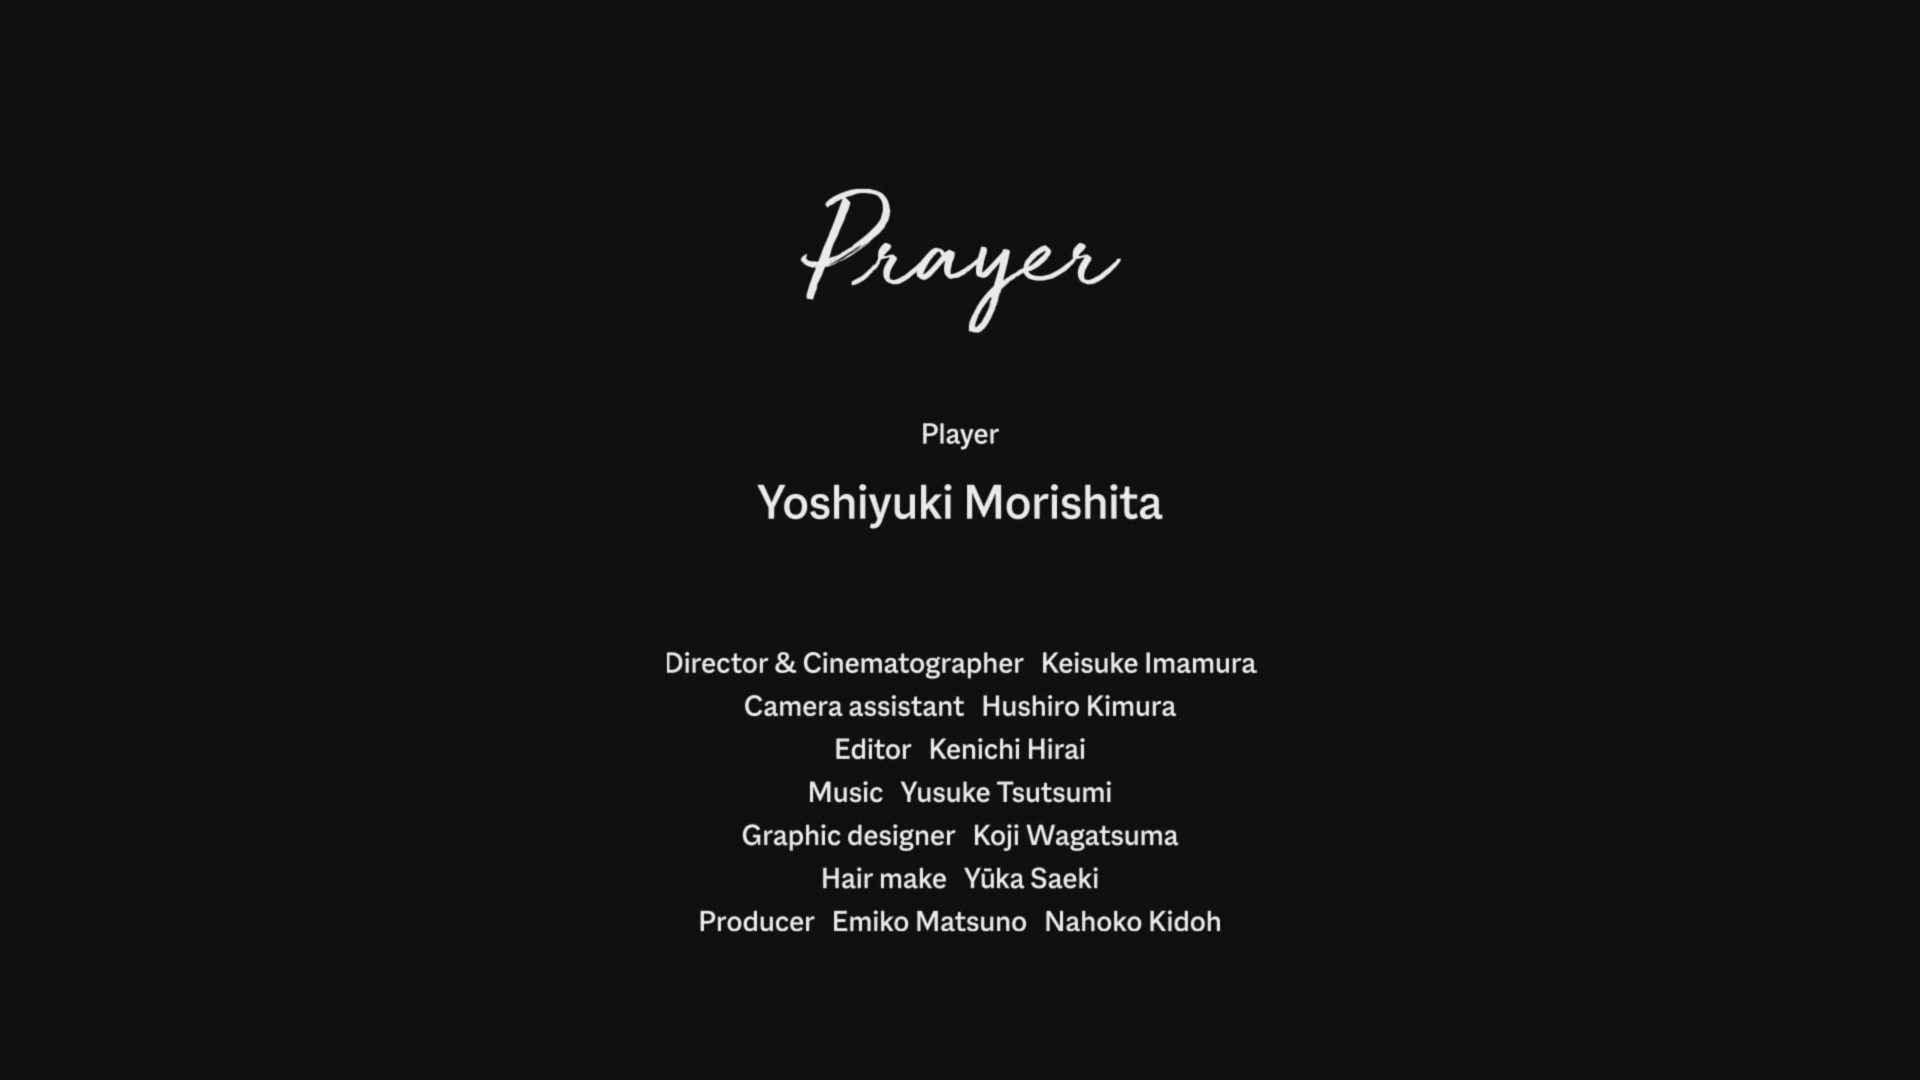 Prayer
Player
Yoshiyuki Morishita
Director & Cinematographer Keisuke Imamura
Camera assistant Hushiro Kimura
Editor Kenichi Hirai
Music Yusuke Tsutsumi
Graphic designer Koji Wagatsuma
Hair make Yūka Saeki
Producer Emiko Matsuno Nahoko Kidoh